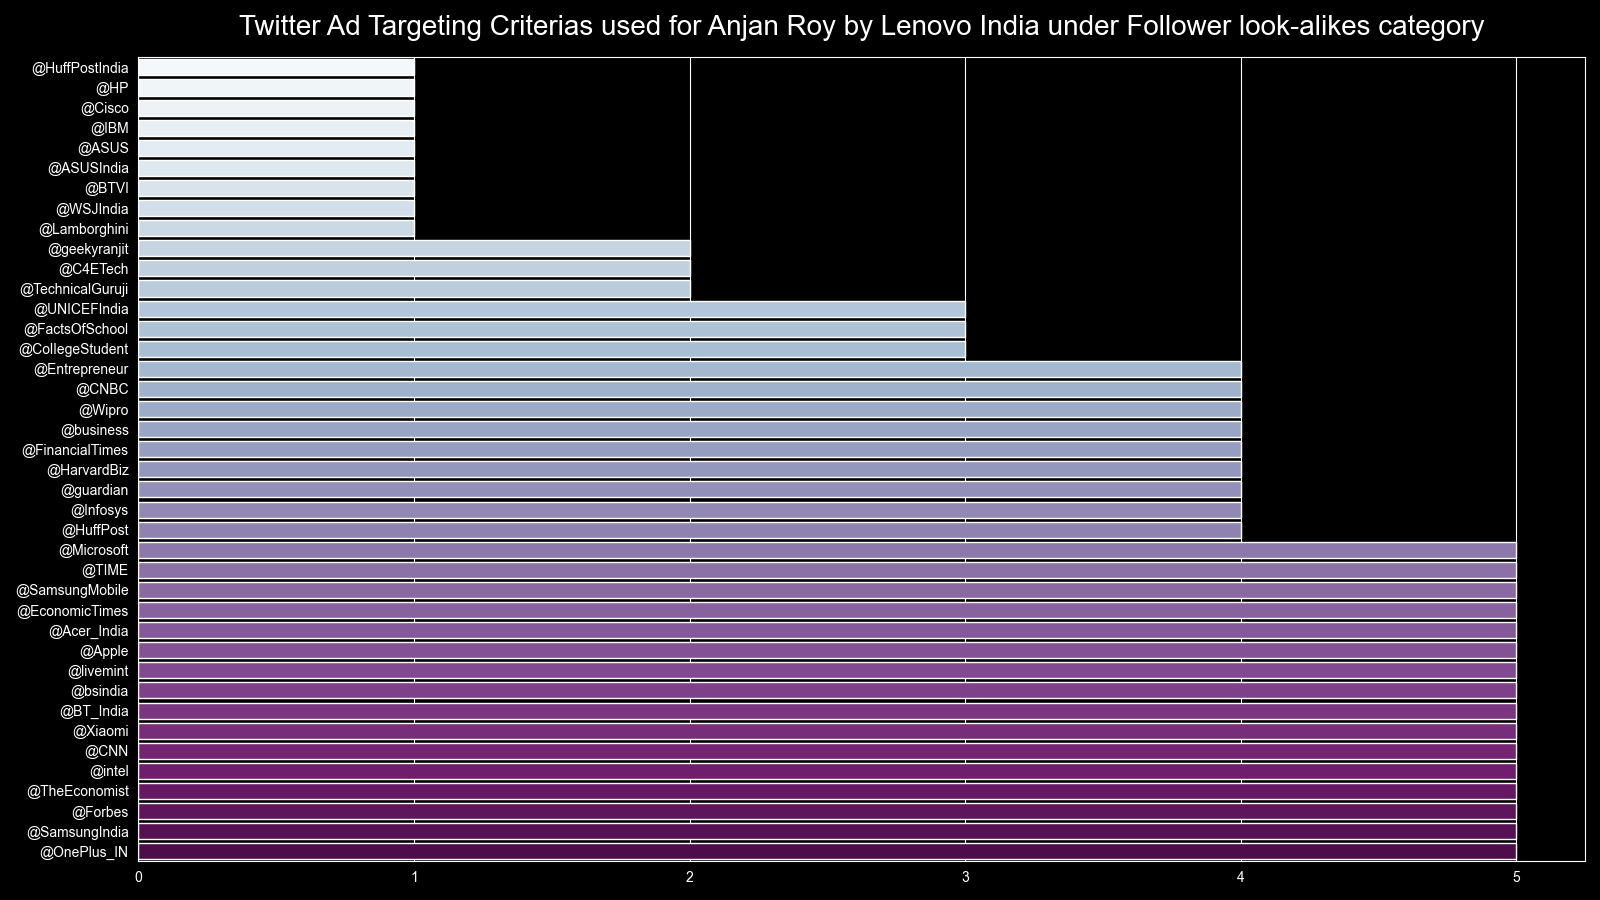 Twitter Ad Targeting Criterias used for Anjan Roy by Lenovo India under Follower look-alikes category
@HuffPostIndia
@HP
@Cisco
@IBM
@ASUS
@ASUSIndia
@BTVI
@WSJIndia
@Lamborghini
@geekyranjit
@C4ETech
@TechnicalGuruji
@UNICEFIndia
@FactsOfSchool
@CollegeStudent
@Entrepreneur
@CNBC
@Wipro
@business
@FinancialTimes
@HarvardBiz
@guardian
@Infosys
@HuffPost
@Microsoft
@TIME
@SamsungMobile
@EconomicTimes
@Acer_India
@Apple
@livemint
@bsindia
@BT_India
@Xiaomi
@CNN
@intel
@TheEconomist
@Forbes
@SamsungIndia
@OnePlus_IN
0 1 2 3 4 5